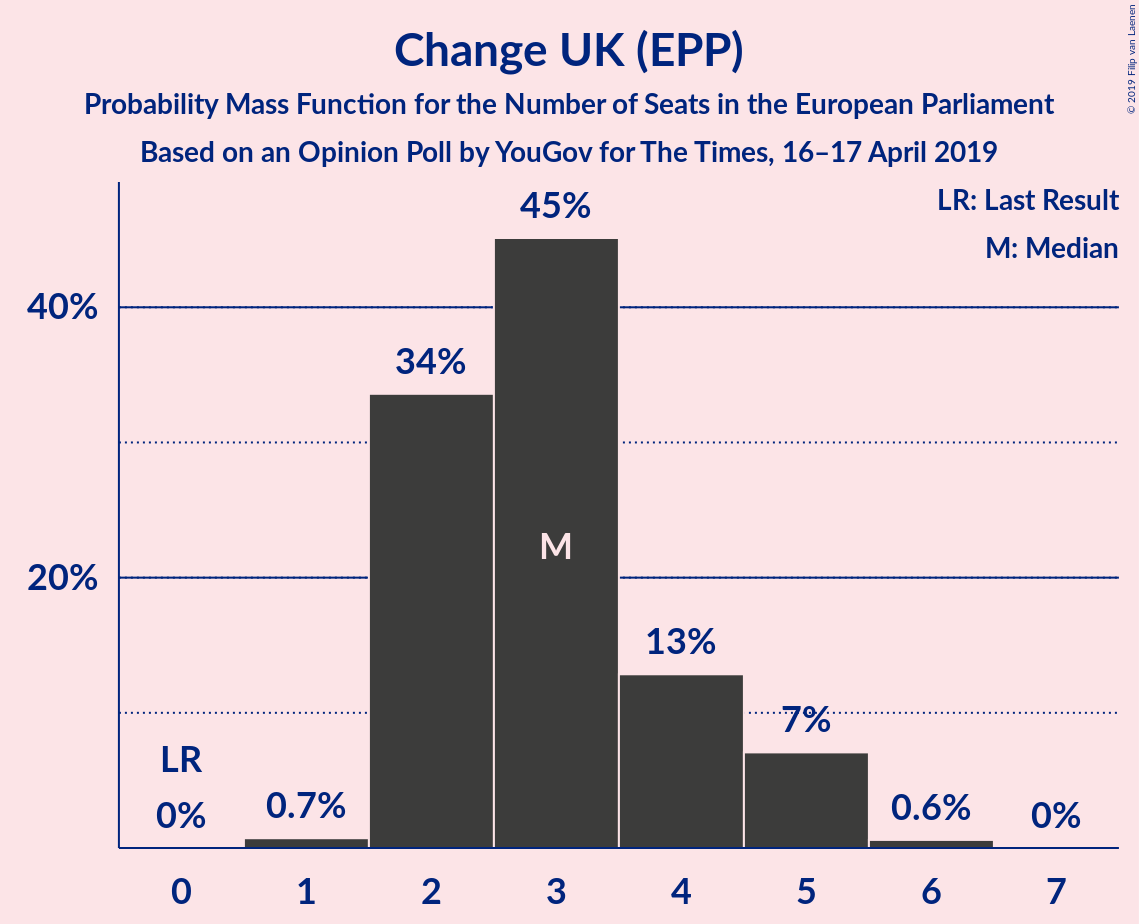 Change UK (EPP)
Probability Mass Function for the Number of Seats in the European Parliament
Based on an Opinion Poll by YouGov for The Times, 16–17 April 2019
© 2019 Filip van Laenen
LR: Last Result
M: Median
45%
40%
34%
M
20%
13%
7%
LR
0%
0.7%
0.6%
0%
0 1 2 3 4 5 6 7